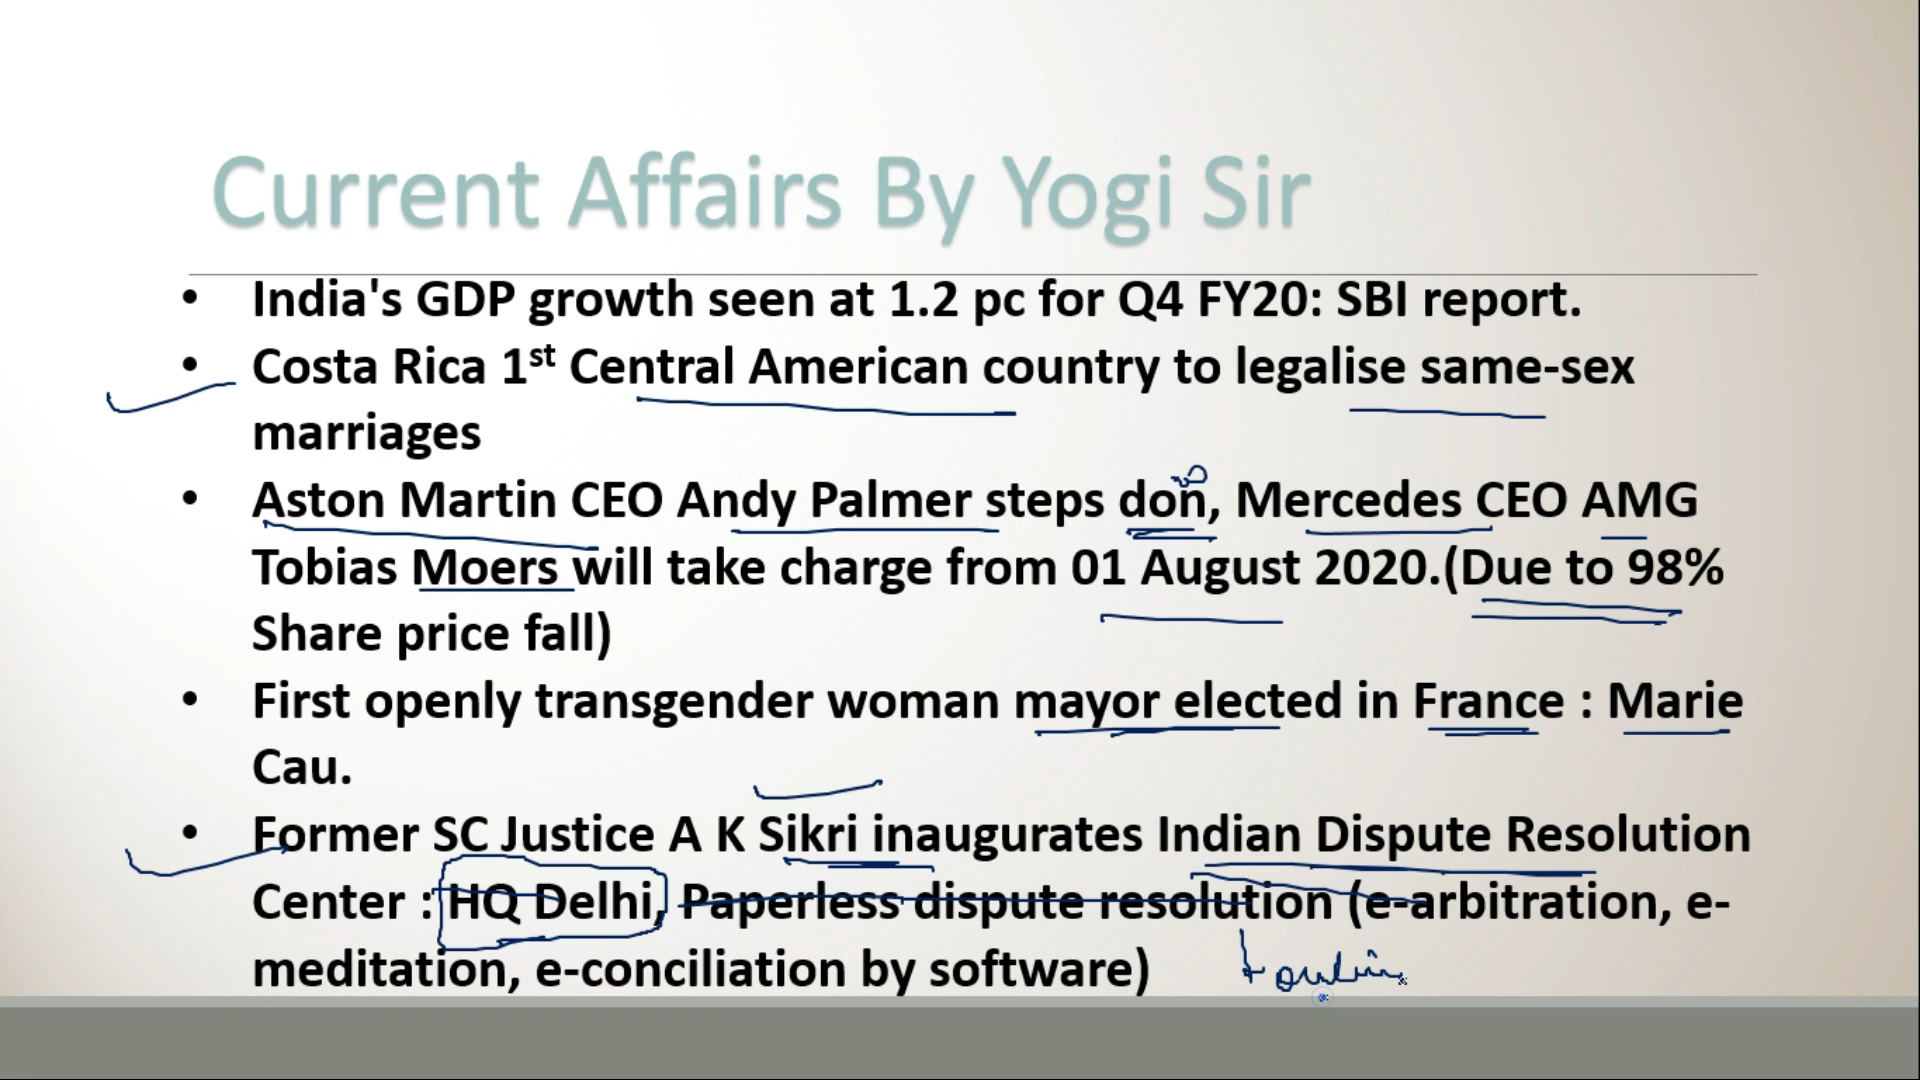 Current Affairs By Yogi Sir
• India's GDP growth seen at 1.2 pc for Q4 FY20: SBI report.
• Costa Rica 1st Central American country to legalise same-sex
marriages
• Aston Martin CEO Andy Palmer steps don, Mercedes CEO AMG
Tobias Moers will take charge from 01 August 2020.(Due to 98%
Share price fall)
• First openly transgender woman mayor elected in France : Marie
Cau.
• Former SC Justice A K Sikri inaugurates Indian Dispute Resolution
Center : HQ Delhi, Paperless dispute resolution (e-arbitration, e-
meditation, e-conciliation by software)